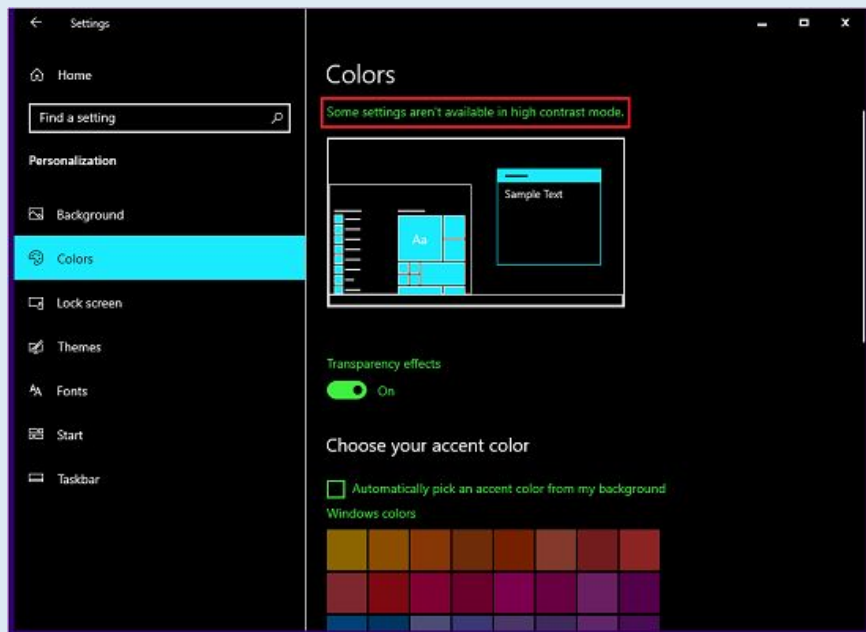 Settings
Home
Find a setting
Personalization
Background
Colors
Lock screen
Themes
Fonts
Start
Taskbar
Colors
Some settings aren't available in high contrast mode.
Sample Text
Aa
Transparency effects
On
Choose your accent color
Automatically pick an accent color from my background
Windows colors